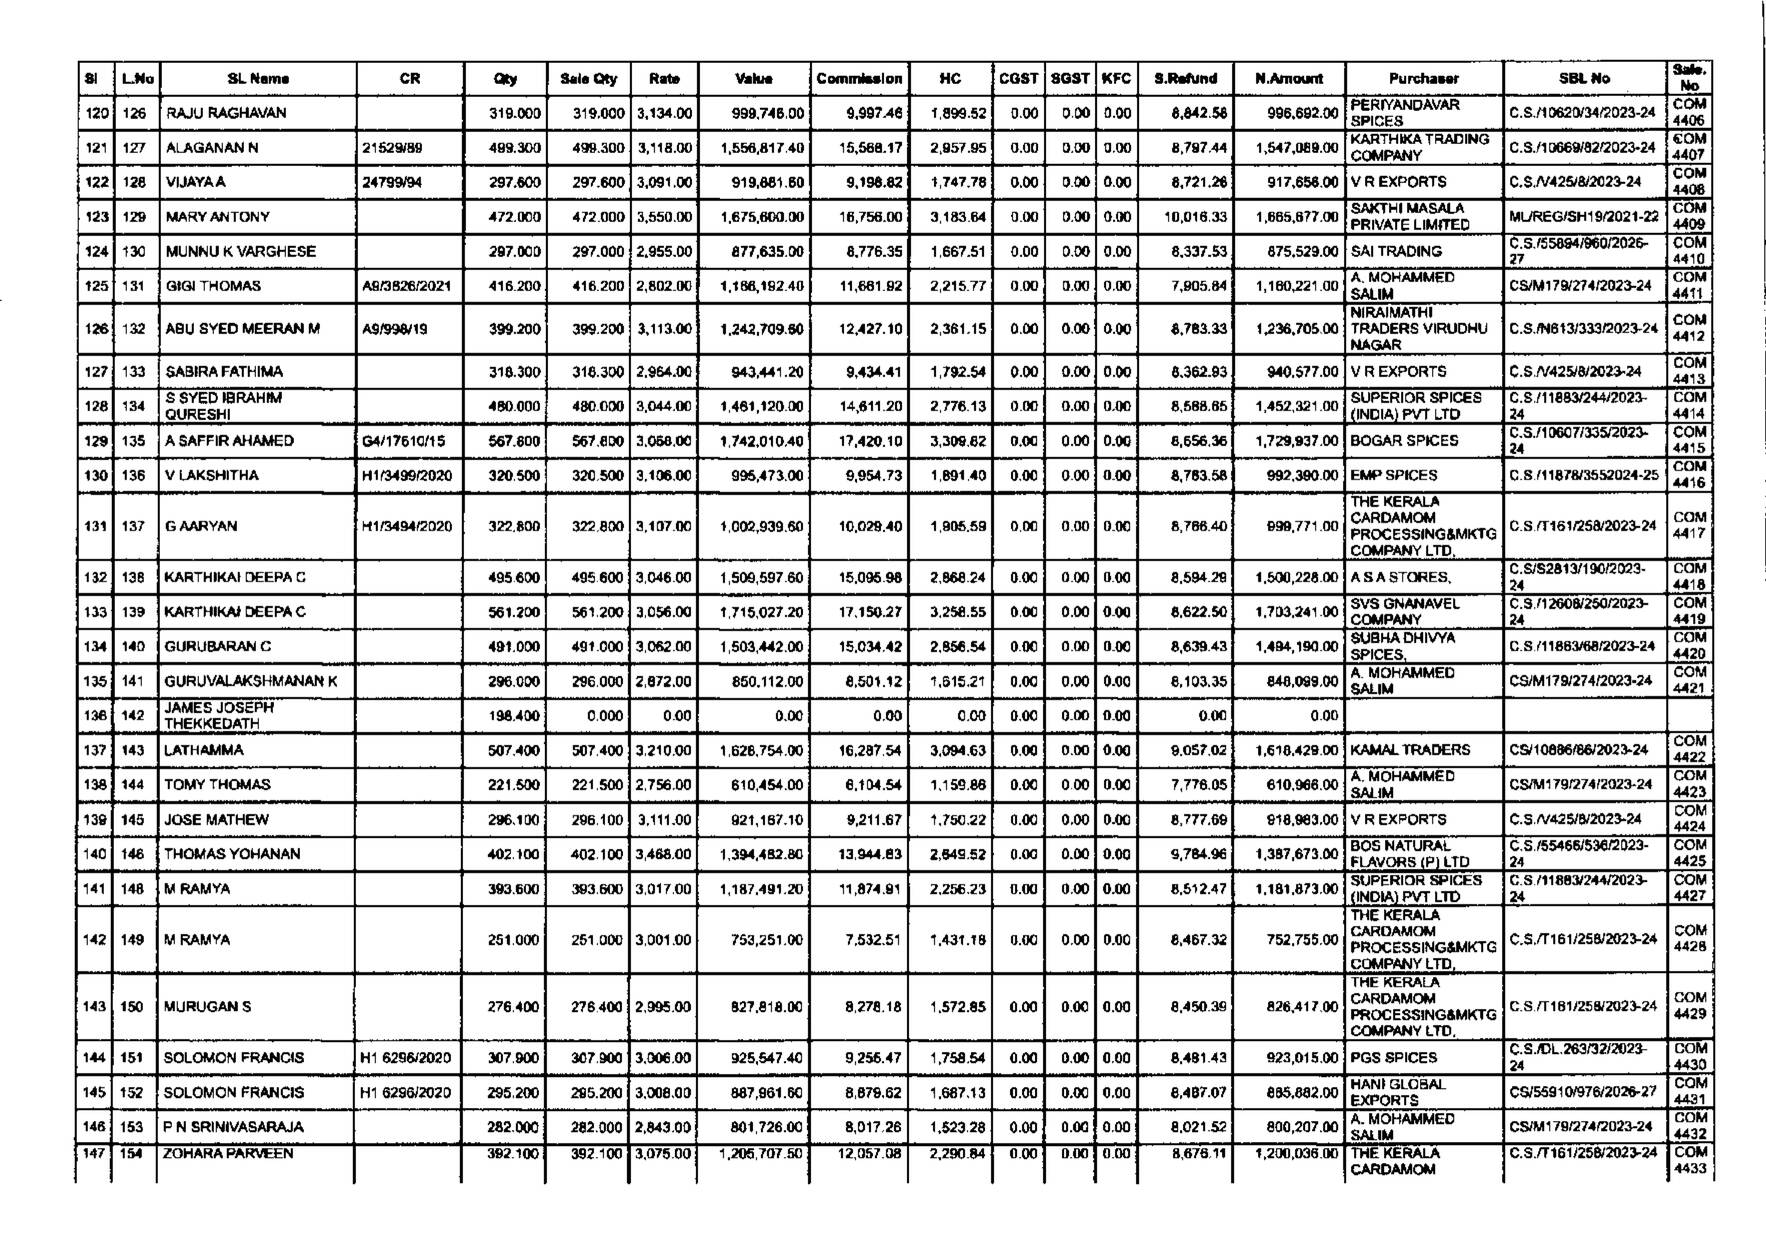 Sl L.No SL Name CR Qty Sale Qty Rate Value Commission HC CGST SGST KFC S.Refund N.Amount Purchaser SBL No Sale. No
120 126 RAJU RAGHAVAN 319.000 319.000 3,134.00 999,746.00 9,997.46 1,899.52 0.00 0.00 0.00 8,842.58 996,692.00 PERIYANDAVAR SPICES C.S./10620/34/2023-24 COM 4406
121 127 ALAGANAN N 21529/89 499.300 499.300 3,118.00 1,556,817.40 15,568.17 2,957.95 0.00 0.00 0.00 8,797.44 1,547,089.00 KARTHIKA TRADING COMPANY C.S./10669/82/2023-24 COM 4407
122 128 VIJAYA A 24799/94 297.600 297.600 3,091.00 919,881.60 9,198.82 1,747.78 0.00 0.00 0.00 8,721.26 917,656.00 V R EXPORTS C.S./V425/8/2023-24 COM 4408
123 129 MARY ANTONY 472.000 472.000 3,550.00 1,675,600.00 16,756.00 3,183.64 0.00 0.00 0.00 10,016.33 1,665,677.00 SAKTHI MASALA PRIVATE LIMITED ML/REG/SH19/2021-22 COM 4409
124 130 MUNNU K VARGHESE 297.000 297.000 2,955.00 877,635.00 8,776.35 1,667.51 0.00 0.00 0.00 8,337.53 875,529.00 SAI TRADING C.S./55894/960/2026-27 COM 4410
125 131 GIGI THOMAS A9/3826/2021 416.200 416.200 2,802.00 1,166,192.40 11,661.92 2,215.77 0.00 0.00 0.00 7,905.84 1,160,221.00 A. MOHAMMED SALIM CS/M179/274/2023-24 COM 4411
126 132 ABU SYED MEERAN M A9/998/19 399.200 399.200 3,113.00 1,242,709.60 12,427.10 2,361.15 0.00 0.00 0.00 8,783.33 1,236,705.00 NIRAIMATHI TRADERS VIRUDHU NAGAR C.S./N613/333/2023-24 COM 4412
127 133 SABIRA FATHIMA 318.300 318.300 2,964.00 943,441.20 9,434.41 1,792.54 0.00 0.00 0.00 8,362.93 940,577.00 V R EXPORTS C.S./V425/8/2023-24 COM 4413
128 134 S SYED IBRAHIM QURESHI 480.000 480.000 3,044.00 1,461,120.00 14,611.20 2,776.13 0.00 0.00 0.00 8,588.65 1,452,321.00 SUPERIOR SPICES (INDIA) PVT LTD C.S./11883/244/2023-24 COM 4414
129 135 A SAFFIR AHAMED G4/17610/15 567.800 567.800 3,068.00 1,742,010.40 17,420.10 3,309.82 0.00 0.00 0.00 8,656.36 1,729,937.00 BOGAR SPICES C.S./10607/335/2023-24 COM 4415
130 136 V LAKSHITHA H1/3499/2020 320.500 320.500 3,106.00 995,473.00 9,954.73 1,891.40 0.00 0.00 0.00 8,763.58 992,390.00 EMP SPICES C.S./11878/3552024-25 COM 4416
131 137 G AARYAN H1/3494/2020 322.800 322.800 3,107.00 1,002,939.60 10,029.40 1,905.59 0.00 0.00 0.00 8,766.40 999,771.00 THE KERALA CARDAMOM PROCESSING&MKTG COMPANY LTD, C.S./T161/258/2023-24 COM 4417
132 138 KARTHIKAI DEEPA C 495.600 495.600 3,046.00 1,509,597.60 15,095.98 2,868.24 0.00 0.00 0.00 8,594.29 1,500,228.00 A S A STORES, C.S/S2813/190/2023-24 COM 4418
133 139 KARTHIKAI DEEPA C 561.200 561.200 3,056.00 1,715,027.20 17,150.27 3,258.55 0.00 0.00 0.00 8,622.50 1,703,241.00 SVS GNANAVEL COMPANY C.S./12608/250/2023-24 COM 4419
134 140 GURUBARAN C 491.000 491.000 3,062.00 1,503,442.00 15,034.42 2,856.54 0.00 0.00 0.00 8,639.43 1,494,190.00 SUBHA DHIVYA SPICES, C.S./11863/68/2023-24 COM 4420
135 141 GURUVALAKSHMANAN K 296.000 296.000 2,872.00 850,112.00 8,501.12 1,615.21 0.00 0.00 0.00 8,103.35 848,099.00 A. MOHAMMED SALIM CS/M179/274/2023-24 COM 4421
136 142 JAMES JOSEPH THEKKEDATH 198.400 0.000 0.00 0.00 0.00 0.00 0.00 0.00 0.00 0.00 0.00
137 143 LATHAMMA 507.400 507.400 3,210.00 1,628,754.00 16,287.54 3,094.63 0.00 0.00 0.00 9,057.02 1,618,429.00 KAMAL TRADERS CS/10886/86/2023-24 COM 4422
138 144 TOMY THOMAS 221.500 221.500 2,756.00 610,454.00 6,104.54 1,159.86 0.00 0.00 0.00 7,776.05 610,966.00 A. MOHAMMED SALIM CS/M179/274/2023-24 COM 4423
139 145 JOSE MATHEW 296.100 296.100 3,111.00 921,167.10 9,211.67 1,750.22 0.00 0.00 0.00 8,777.69 918,983.00 V R EXPORTS C.S./V425/8/2023-24 COM 4424
140 146 THOMAS YOHANAN 402.100 402.100 3,468.00 1,394,482.80 13,944.83 2,649.52 0.00 0.00 0.00 9,784.96 1,387,673.00 BOS NATURAL FLAVORS (P) LTD C.S./55466/536/2023-24 COM 4425
141 148 M RAMYA 393.600 393.600 3,017.00 1,187,491.20 11,874.91 2,256.23 0.00 0.00 0.00 8,512.47 1,181,873.00 SUPERIOR SPICES (INDIA) PVT LTD C.S./11883/244/2023-24 COM 4427
142 149 M RAMYA 251.000 251.000 3,001.00 753,251.00 7,532.51 1,431.18 0.00 0.00 0.00 8,467.32 752,755.00 THE KERALA CARDAMOM PROCESSING&MKTG COMPANY LTD, C.S./T161/258/2023-24 COM 4428
143 150 MURUGAN S 276.400 276.400 2,995.00 827,818.00 8,278.18 1,572.85 0.00 0.00 0.00 8,450.39 826,417.00 THE KERALA CARDAMOM PROCESSING&MKTG COMPANY LTD, C.S./T161/258/2023-24 COM 4429
144 151 SOLOMON FRANCIS H1 6296/2020 307.900 307.900 3,006.00 925,547.40 9,255.47 1,758.54 0.00 0.00 0.00 8,481.43 923,015.00 PGS SPICES C.S./DL.263/32/2023-24 COM 4430
145 152 SOLOMON FRANCIS H1 6296/2020 295.200 295.200 3,008.00 887,961.60 8,879.62 1,687.13 0.00 0.00 0.00 8,487.07 885,882.00 HANI GLOBAL EXPORTS CS/55910/976/2026-27 COM 4431
146 153 P N SRINIVASARAJA 282.000 282.000 2,843.00 801,726.00 8,017.26 1,523.28 0.00 0.00 0.00 8,021.52 800,207.00 A. MOHAMMED SALIM CS/M179/274/2023-24 COM 4432
147 154 ZOHARA PARVEEN 392.100 392.100 3,075.00 1,205,707.50 12,057.08 2,290.84 0.00 0.00 0.00 8,676.11 1,200,036.00 THE KERALA CARDAMOM C.S./T161/258/2023-24 COM 4433